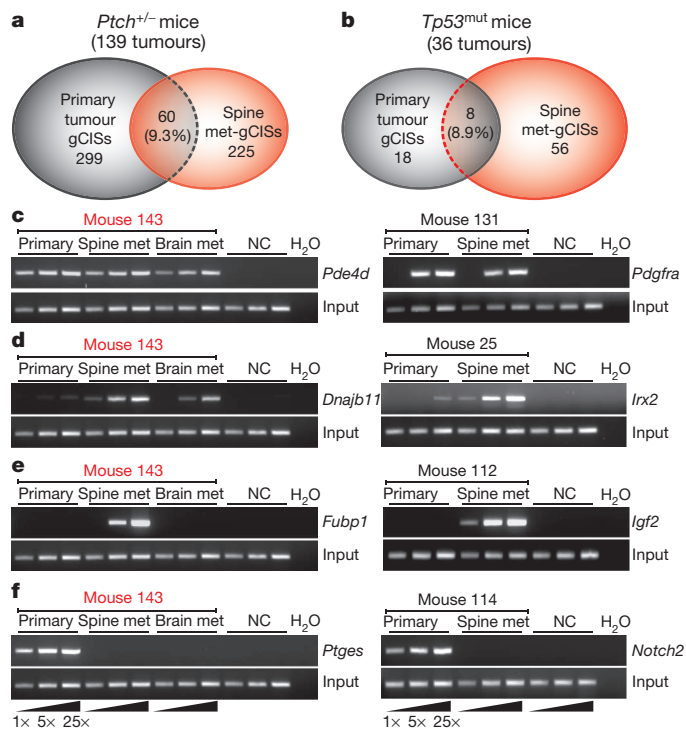 a
Ptch+/– mice
(139 tumours)
Primary
tumour
gCISs
299
60
(9.3%)
Spine
met-gCISs
225
b
Tp53mut mice
(36 tumours)
Primary
tumour
gCISs
18
8
(8.9%)
Spine
met-gCISs
56
c
Mouse 143
Primary Spine met Brain met NC H2O
Pde4d
Input
Mouse 131
Primary Spine met NC H2O
Pdgfra
Input
d
Mouse 143
Primary Spine met Brain met NC H2O
Dnajb11
Input
Mouse 25
Primary Spine met NC H2O
Irx2
Input
e
Mouse 143
Primary Spine met Brain met NC H2O
Fubp1
Input
Mouse 112
Primary Spine met NC H2O
Igf2
Input
f
Mouse 143
Primary Spine met Brain met NC H2O
Ptges
Input
1× 5× 25×
Mouse 114
Primary Spine met NC H2O
Notch2
Input
1× 5× 25×